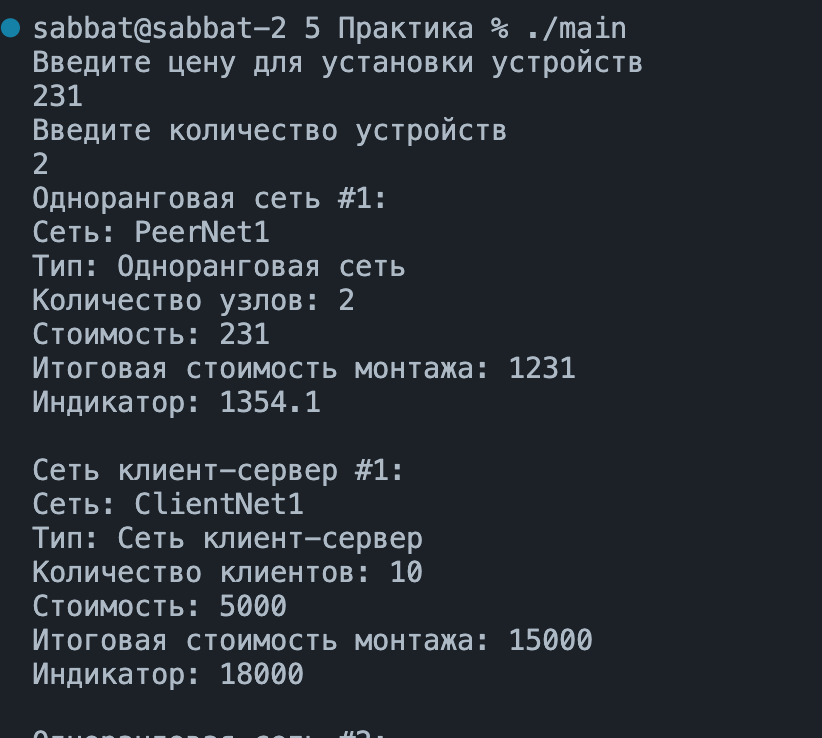 sabbat@sabbat-2 5 Практика % ./main
Введите цену для установки устройств
231
Введите количество устройств
2
Одноранговая сеть #1:
Сеть: PeerNet1
Тип: Одноранговая сеть
Количество узлов: 2
Стоимость: 231
Итоговая стоимость монтажа: 1231
Индикатор: 1354.1
Сеть клиент-сервер #1:
Сеть: ClientNet1
Тип: Сеть клиент-сервер
Количество клиентов: 10
Стоимость: 5000
Итоговая стоимость монтажа: 15000
Индикатор: 18000
Одноранговая сеть #2: